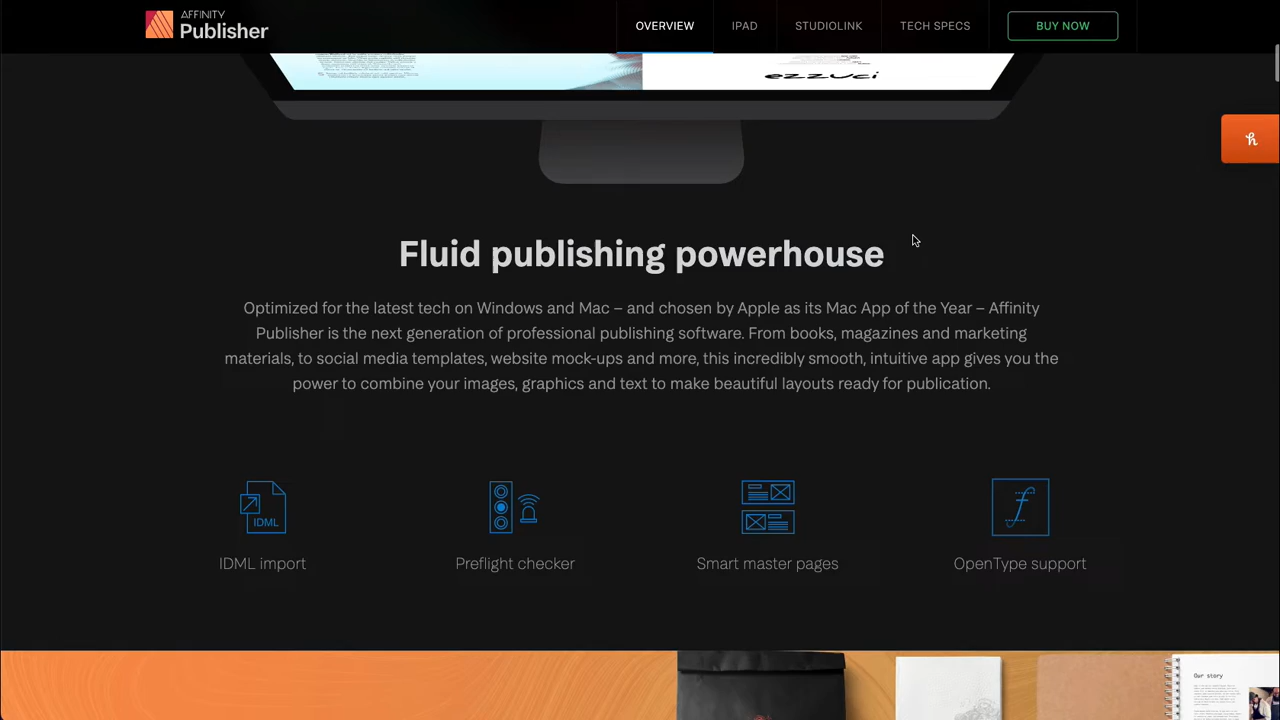 AFFINITY
Publisher
OVERVIEW
IPAD
STUDIOLINK
TECH SPECS
BUY NOW
ezzuci
h
Fluid publishing powerhouse
Optimized for the latest tech on Windows and Mac – and chosen by Apple as its Mac App of the Year – Affinity
Publisher is the next generation of professional publishing software. From books, magazines and marketing
materials, to social media templates, website mock-ups and more, this incredibly smooth, intuitive app gives you the
power to combine your images, graphics and text to make beautiful layouts ready for publication.
IDML
f
IDML import
Preflight checker
Smart master pages
OpenType support
Our story